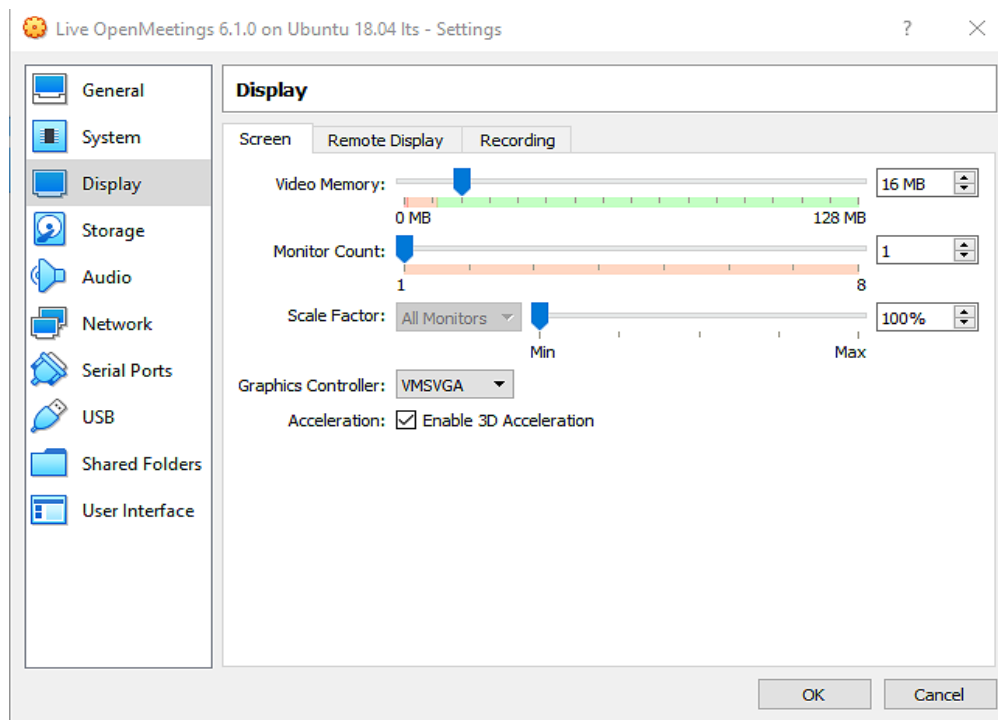 Live OpenMeetings 6.1.0 on Ubuntu 18.04 lts - Settings
?
General
System
Display
Storage
Audio
Network
Serial Ports
USB
Shared Folders
User Interface
Display
Screen Remote Display Recording
Video Memory: 16 MB
0 MB 128 MB
Monitor Count: 1
1 8
Scale Factor: All Monitors 100%
Min Max
Graphics Controller: VMSVGA
Acceleration: Enable 3D Acceleration
OK Cancel